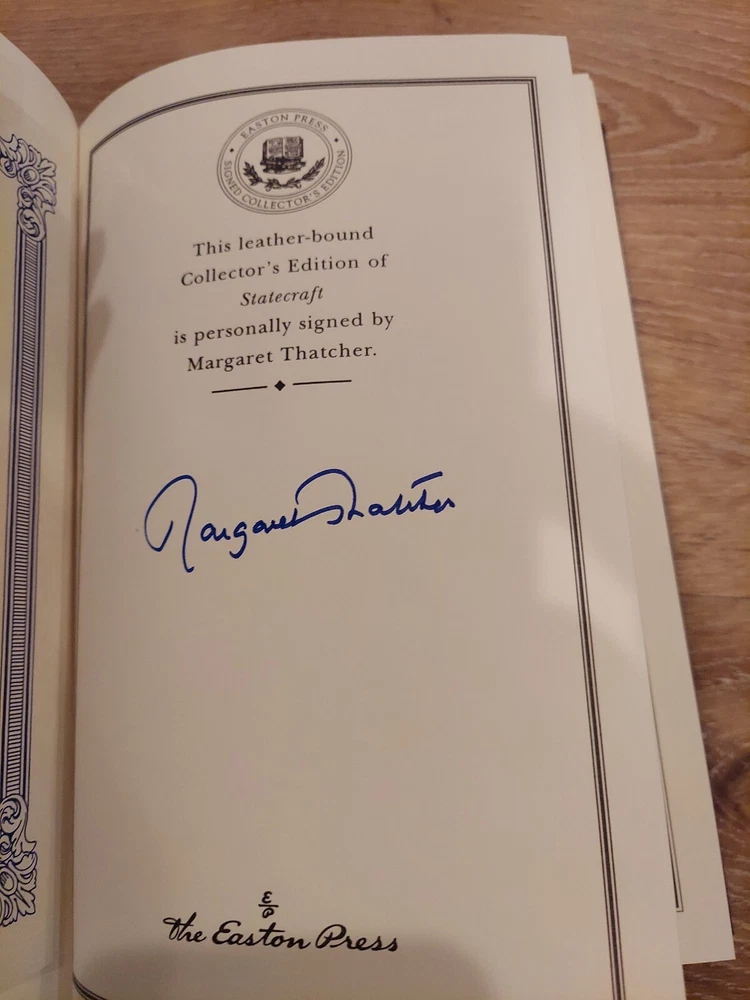 EASTON PRESS
SIGNED COLLECTOR'S EDITION
This leather-bound
Collector's Edition of
Statecraft
is personally signed by
Margaret Thatcher.
Margaret Thatcher
E
P
The Easton Press